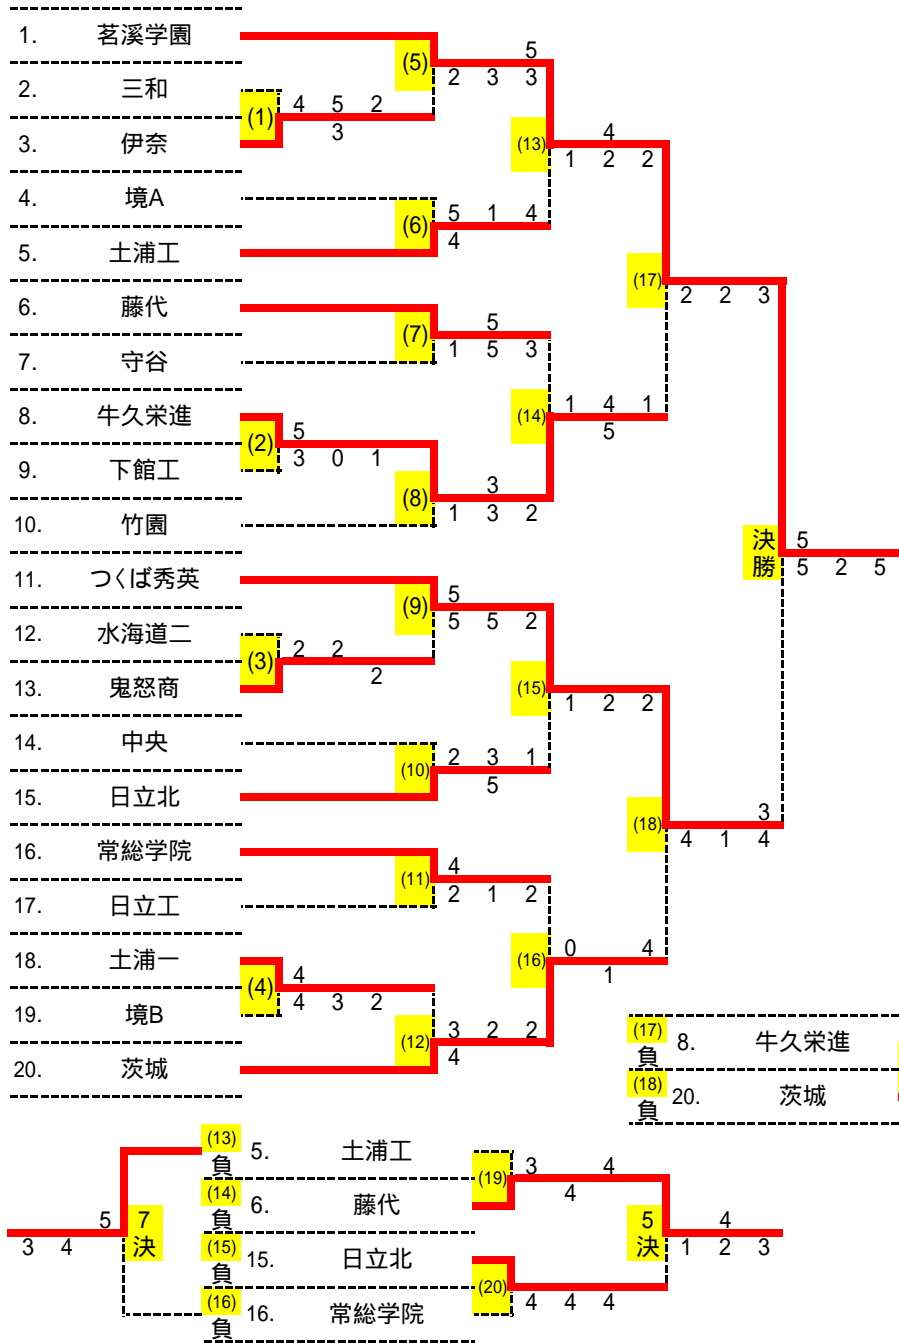 1. 茗溪学園
2. 三和
3. 伊奈
4. 境A
5. 土浦工
6. 藤代
7. 守谷
8. 牛久栄進
9. 下館工
10. 竹園
11. つくば秀英
12. 水海道二
13. 鬼怒商
14. 中央
15. 日立北
16. 常総学院
17. 日立工
18. 土浦一
19. 境B
20. 茨城
(1)
4 5 2
3
(2)
5
3 0 1
(3)
2 2
2
(4)
4
4 3 2
(5)
5
2 3 3
(6)
5 1 4
4
(7)
5
1 5 3
(8)
3
1 3 2
(9)
5
5 5 2
(10)
2 3 1
5
(11)
4
2 1 2
(12)
3 2 2
4
(13)
4
1 2 2
(14)
1 4 1
5
(15)
1 2 2
(16)
0 4
1
(17)
2 2 3
(18)
3
4 1 4
決
勝
5
5 2 5
(17)
負 8. 牛久栄進
(18)
負 20. 茨城
(13)
負 5. 土浦工
(14)
負 6. 藤代
(15)
負 15. 日立北
(16)
負 16. 常総学院
7
決
5
3 4
(19)
3 4
4
(20)
4 4 4
5
決
4
1 2 3